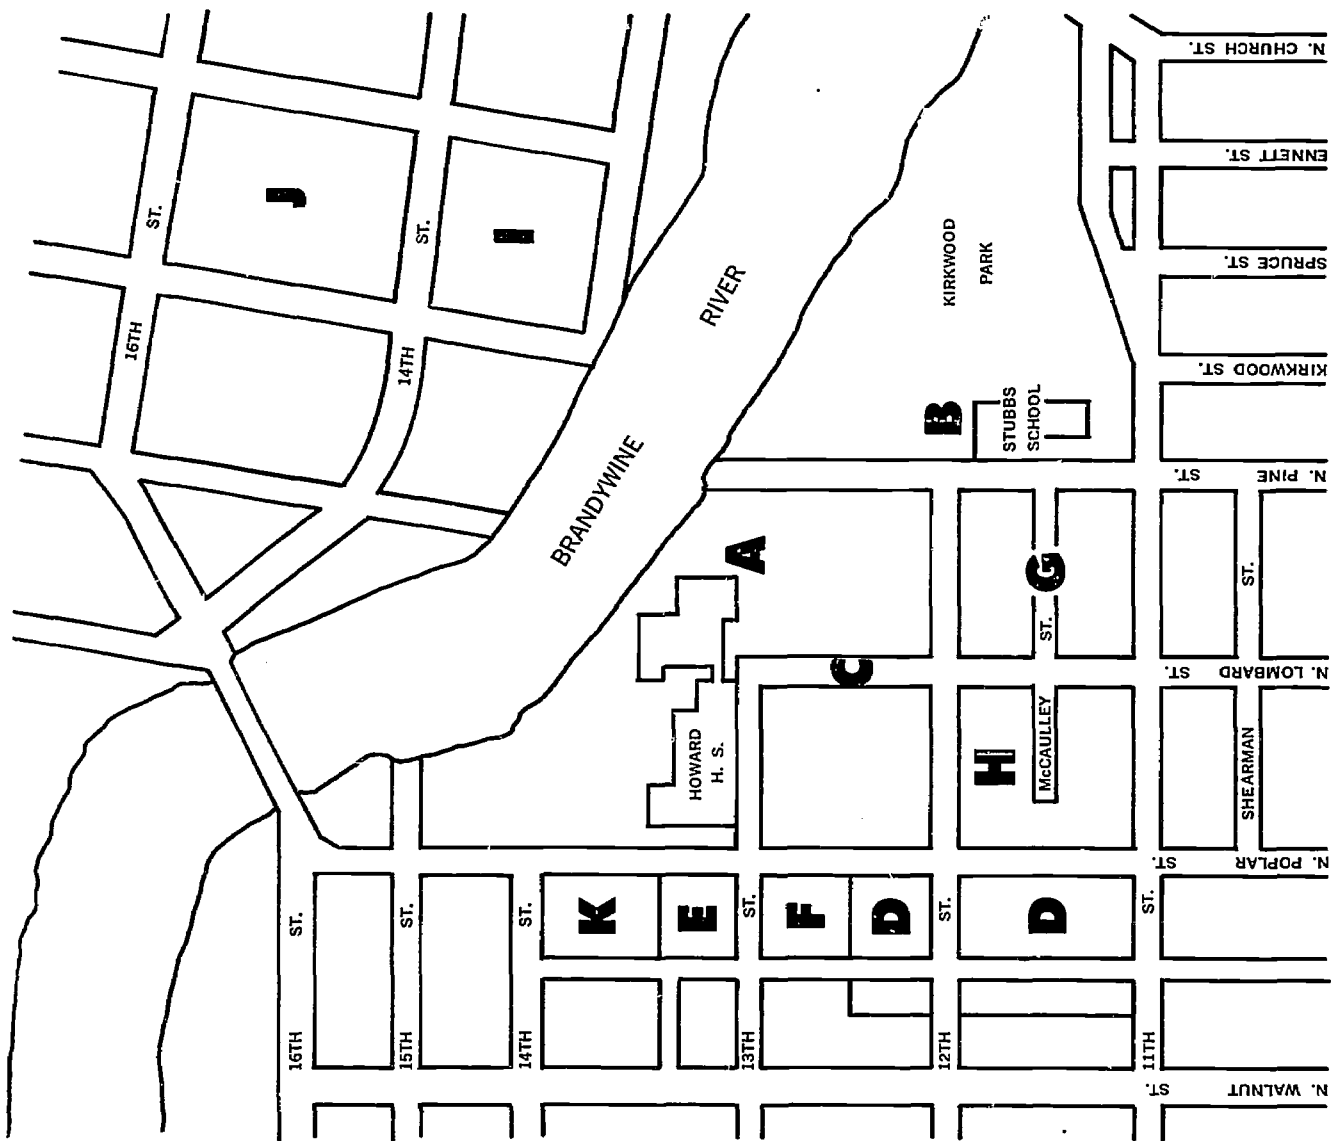 N. CHURCH ST.
ENNETT ST.
SPRUCE ST.
KIRKWOOD ST.
N. PINE ST.
N. LOMBARD ST.
N. POPLAR ST.
N. WALNUT ST.
16TH ST.
14TH ST.
J
I
BRANDYWINE RIVER
KIRKWOOD
PARK
B
STUBBS
SCHOOL
A
HOWARD
H. S.
C
G
H
McCAULLEY ST.
SHEARMAN ST.
K
E
F
D
D
16TH ST.
15TH ST.
14TH ST.
13TH ST.
12TH ST.
11TH ST.